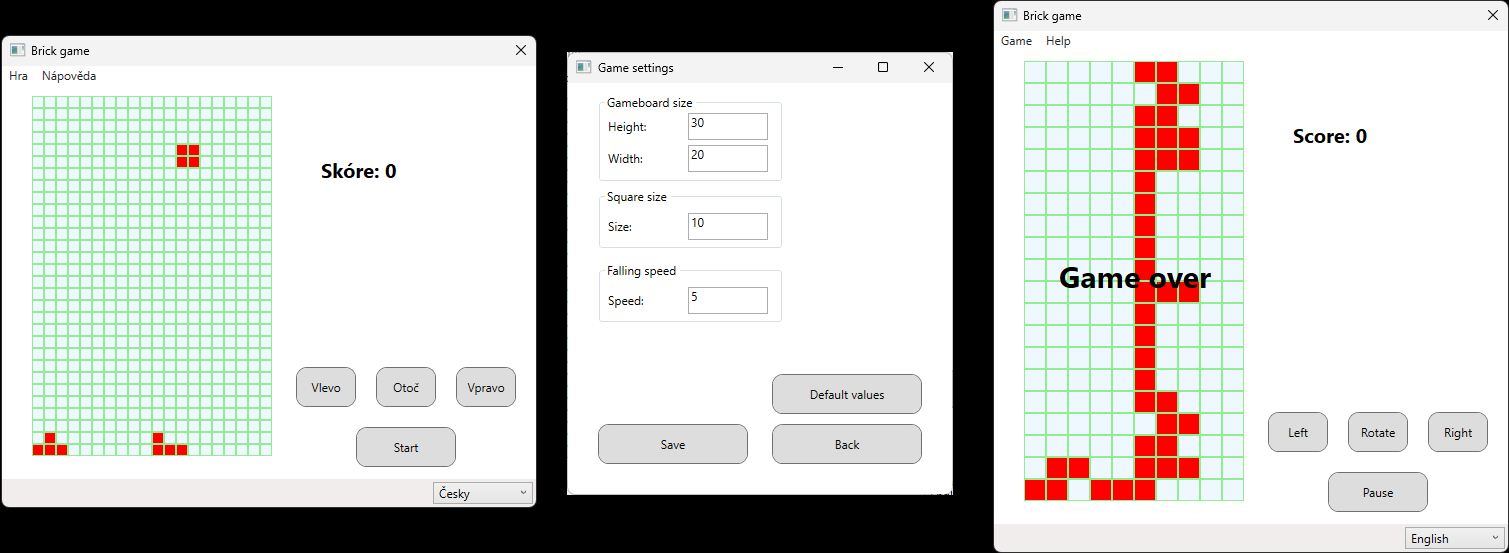 Brick game
Hra Nápověda
Skóre: 0
Vlevo Otoč Vpravo
Start
Česky
Game settings
Gameboard size
Height: 30
Width: 20
Square size
Size: 10
Falling speed
Speed: 5
Default values
Save Back
Brick game
Game Help
Score: 0
Game over
Left Rotate Right
Pause
English